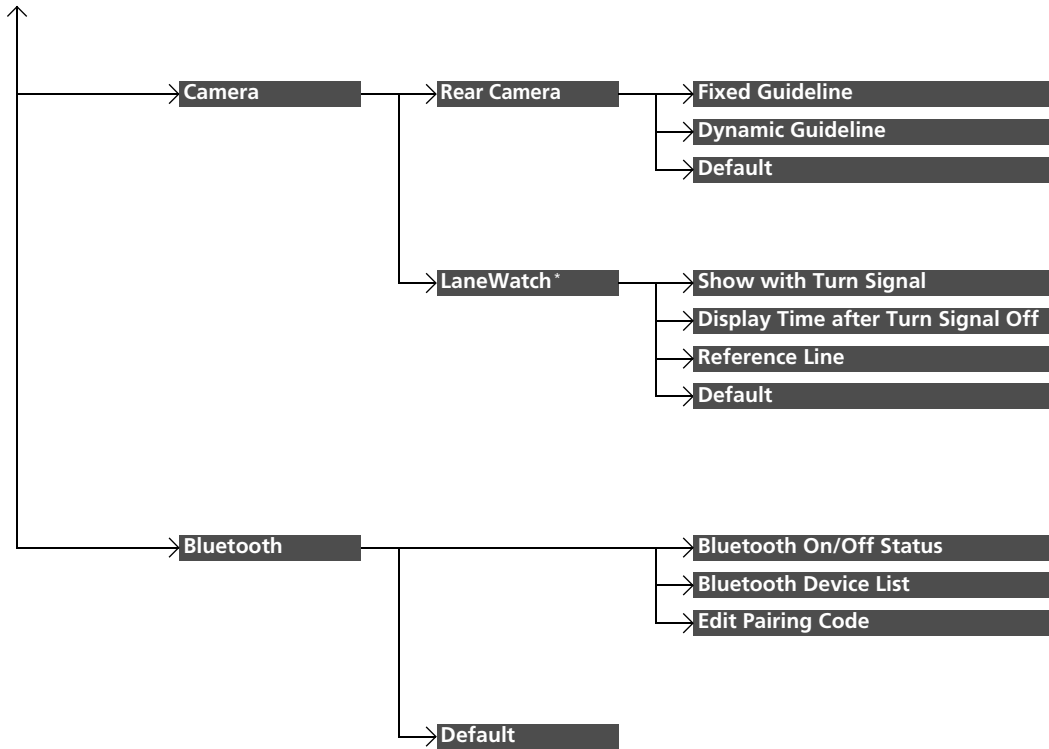 Camera
Rear Camera
Fixed Guideline
Dynamic Guideline
Default
LaneWatch*
Show with Turn Signal
Display Time after Turn Signal Off
Reference Line
Default
Bluetooth
Bluetooth On/Off Status
Bluetooth Device List
Edit Pairing Code
Default